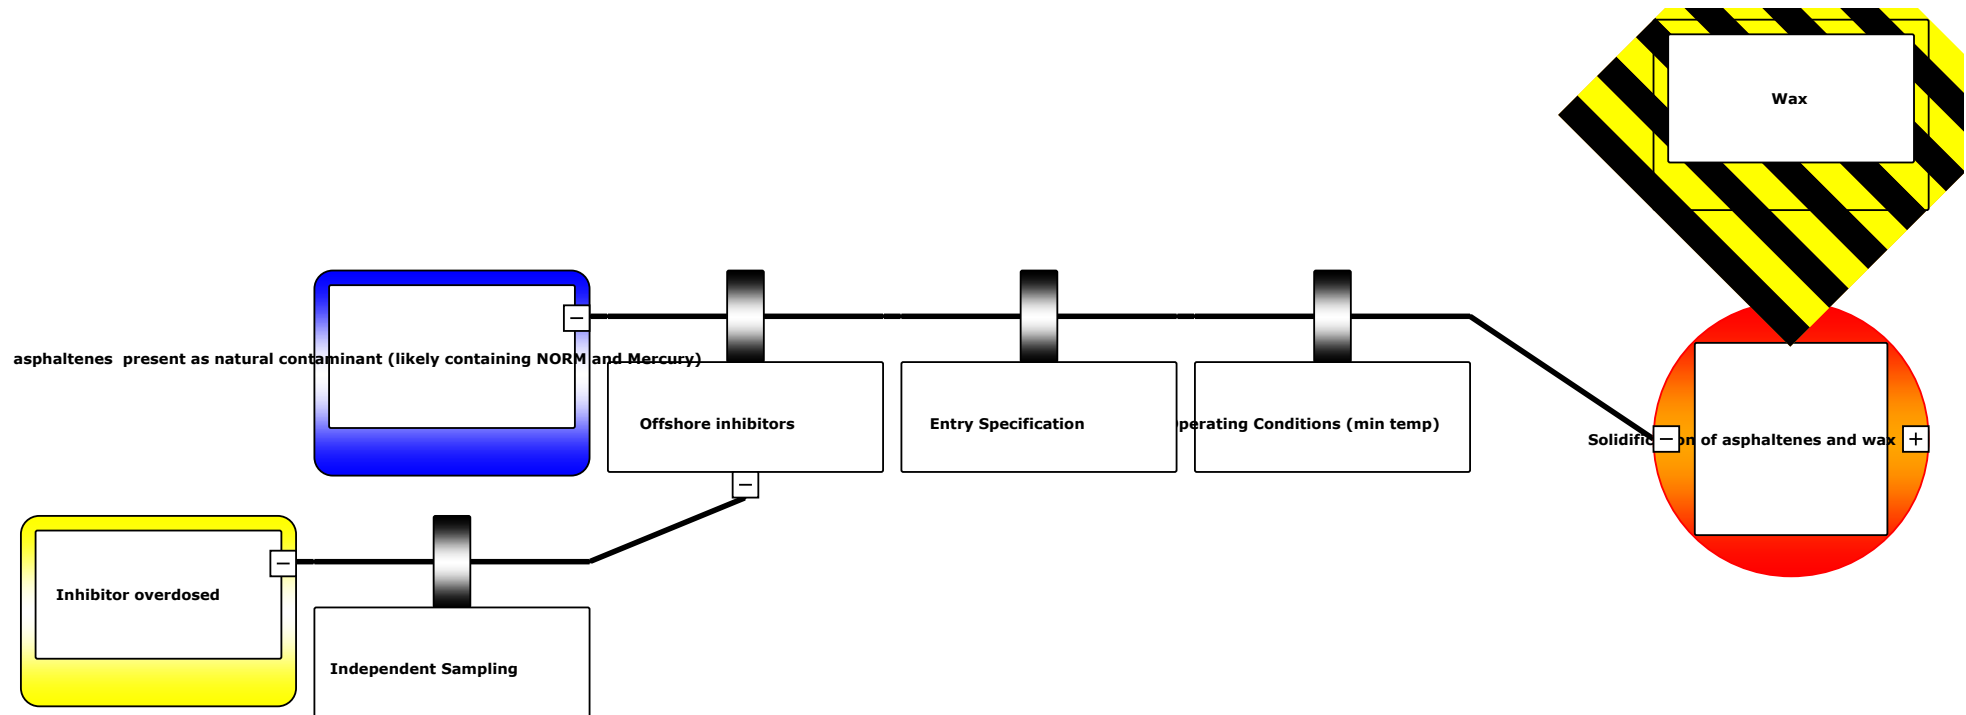 Wax
asphaltenes  present as natural contaminant (likely containing NORM and Mercury)
Offshore inhibitors
Entry Specification
perating Conditions (min temp)
Solidific on of asphaltenes and wax
Inhibitor overdosed
Independent Sampling